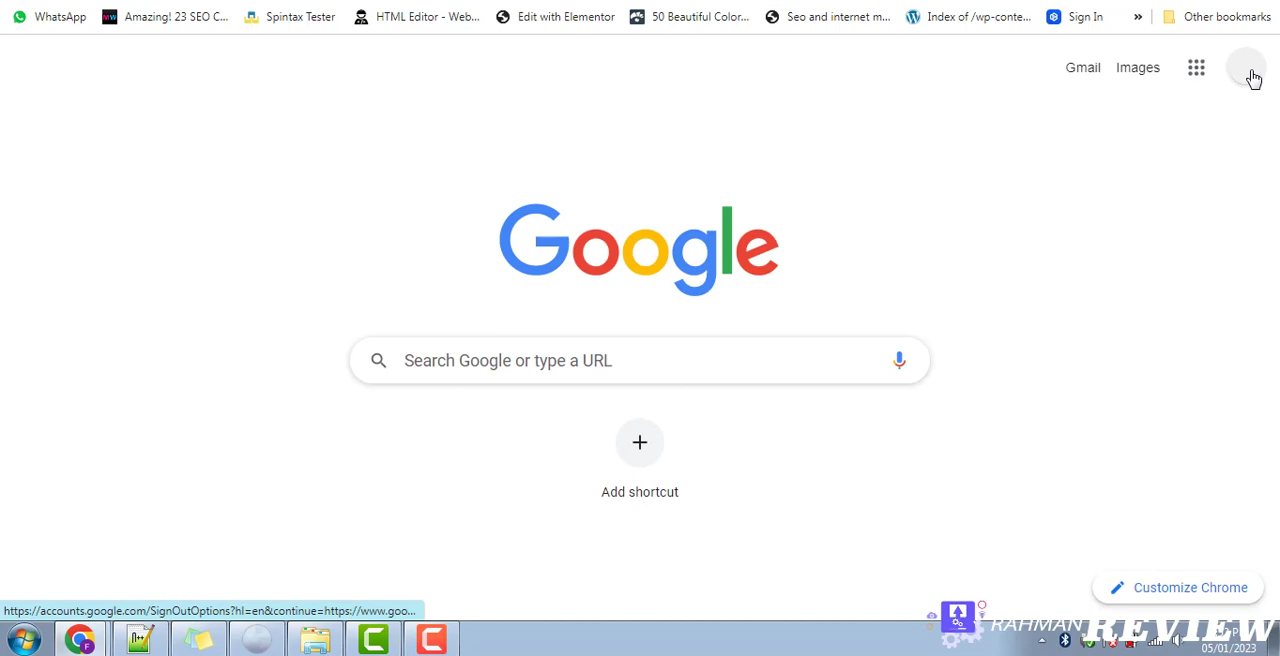 WhatsApp Amazing! 23 SEO C... Spintax Tester HTML Editor - Web... Edit with Elementor 50 Beautiful Color... Seo and internet m... Index of /wp-conte... Sign In » Other bookmarks
Gmail Images
Google
Search Google or type a URL
Add shortcut
Customize Chrome
https://accounts.google.com/SignOutOptions?hl=en&continue=https://www.goo...
RAHMAN REVIEW
05/01/2023